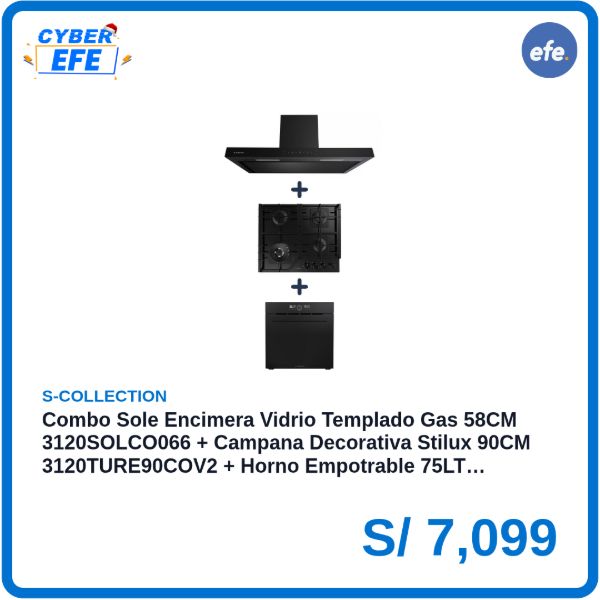 CYBER
EFE
efe.
S-COLLECTION
Combo Sole Encimera Vidrio Templado Gas 58CM
3120SOLCO066 + Campana Decorativa Stilux 90CM
3120TURE90COV2 + Horno Empotrable 75LT…
S/ 7,099